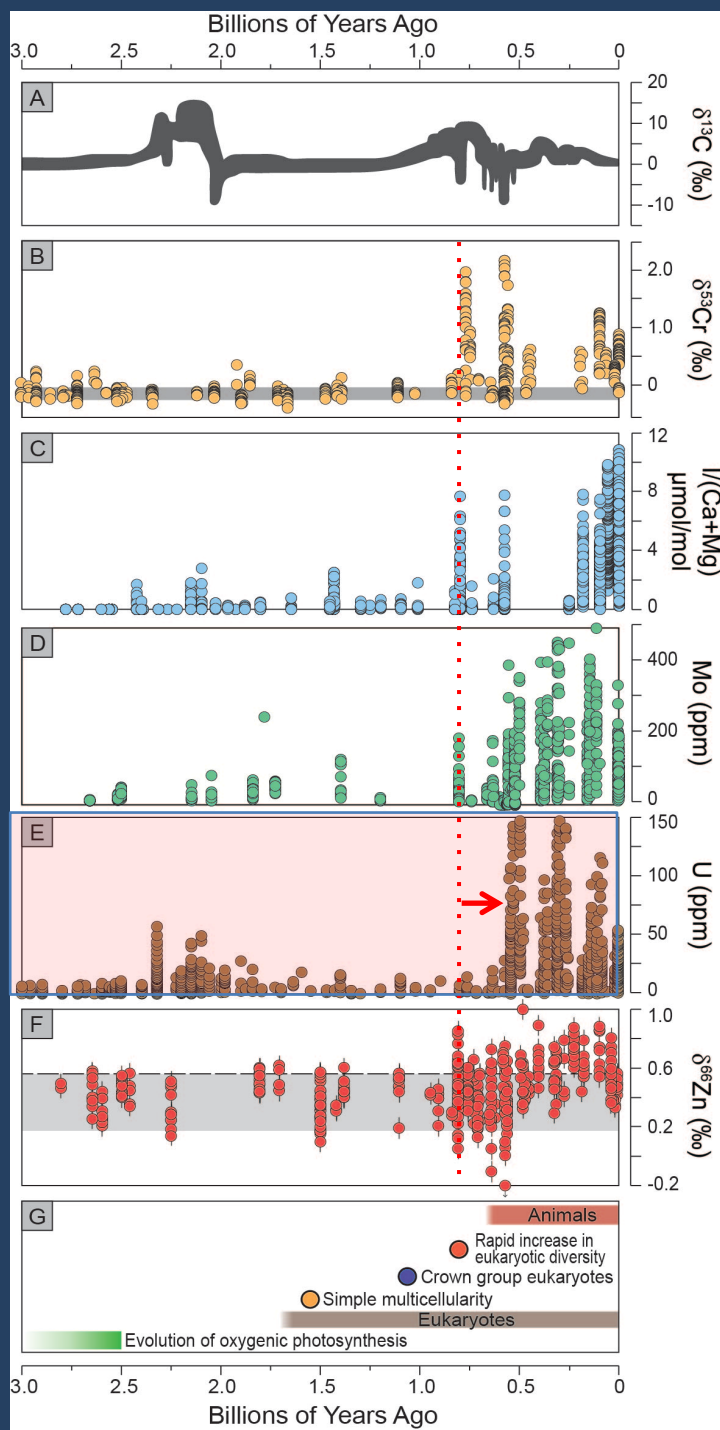 Billions of Years Ago
3.0 2.5 2.0 1.5 1.0 0.5 0
A
20
10
0
-10
δ¹³C (‰)
B
2.0
1.0
0
δ⁵³Cr (‰)
C
12
8
4
0
I/(Ca+Mg)
μmol/mol
D
400
200
0
Mo (ppm)
E
150
100
50
0
U (ppm)
F
1.0
0.6
0.2
-0.2
δ⁶⁶Zn (‰)
G
Animals
Rapid increase in
eukaryotic diversity
Crown group eukaryotes
Simple multicellularity
Eukaryotes
Evolution of oxygenic photosynthesis
3.0 2.5 2.0 1.5 1.0 0.5 0
Billions of Years Ago